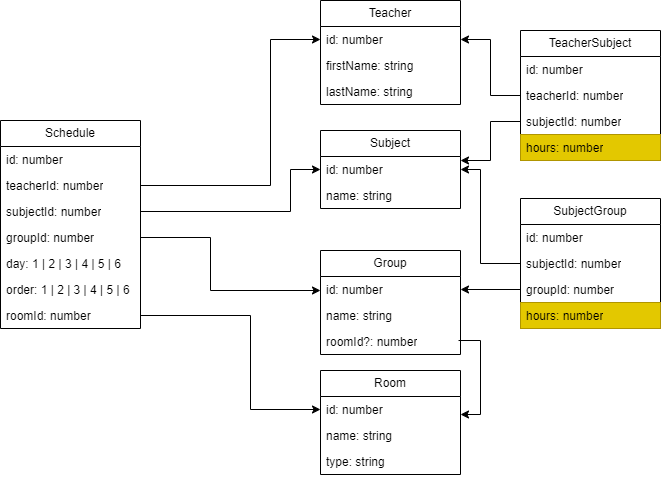 Teacher
id: number
firstName: string
lastName: string
TeacherSubject
id: number
teacherId: number
subjectId: number
hours: number
Schedule
id: number
teacherId: number
subjectId: number
groupId: number
day: 1 | 2 | 3 | 4 | 5 | 6
order: 1 | 2 | 3 | 4 | 5 | 6
roomId: number
Subject
id: number
name: string
SubjectGroup
id: number
subjectId: number
groupId: number
hours: number
Group
id: number
name: string
roomId?: number
Room
id: number
name: string
type: string